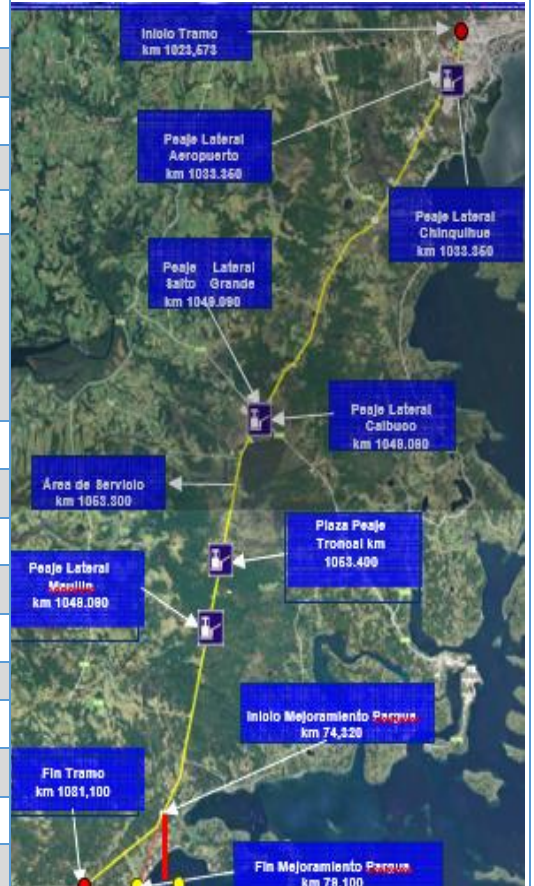 Inicio Tramo
km 1023,573
Peaje Lateral
Aeropuerto
km 1033.350
Peaje Lateral
Chinquihue
km 1033.350
Peaje Lateral
Salto Grande
km 1049.090
Peaje Lateral
Calbuco
km 1049.090
Área de Servicio
km 1053.300
Plaza Peaje
Troncal km
1053.400
Peaje Lateral
Maullín
km 1049.090
Inicio Mejoramiento Pargua
km 74,320
Fin Tramo
km 1081,100
Fin Mejoramiento Pargua
km 79,100